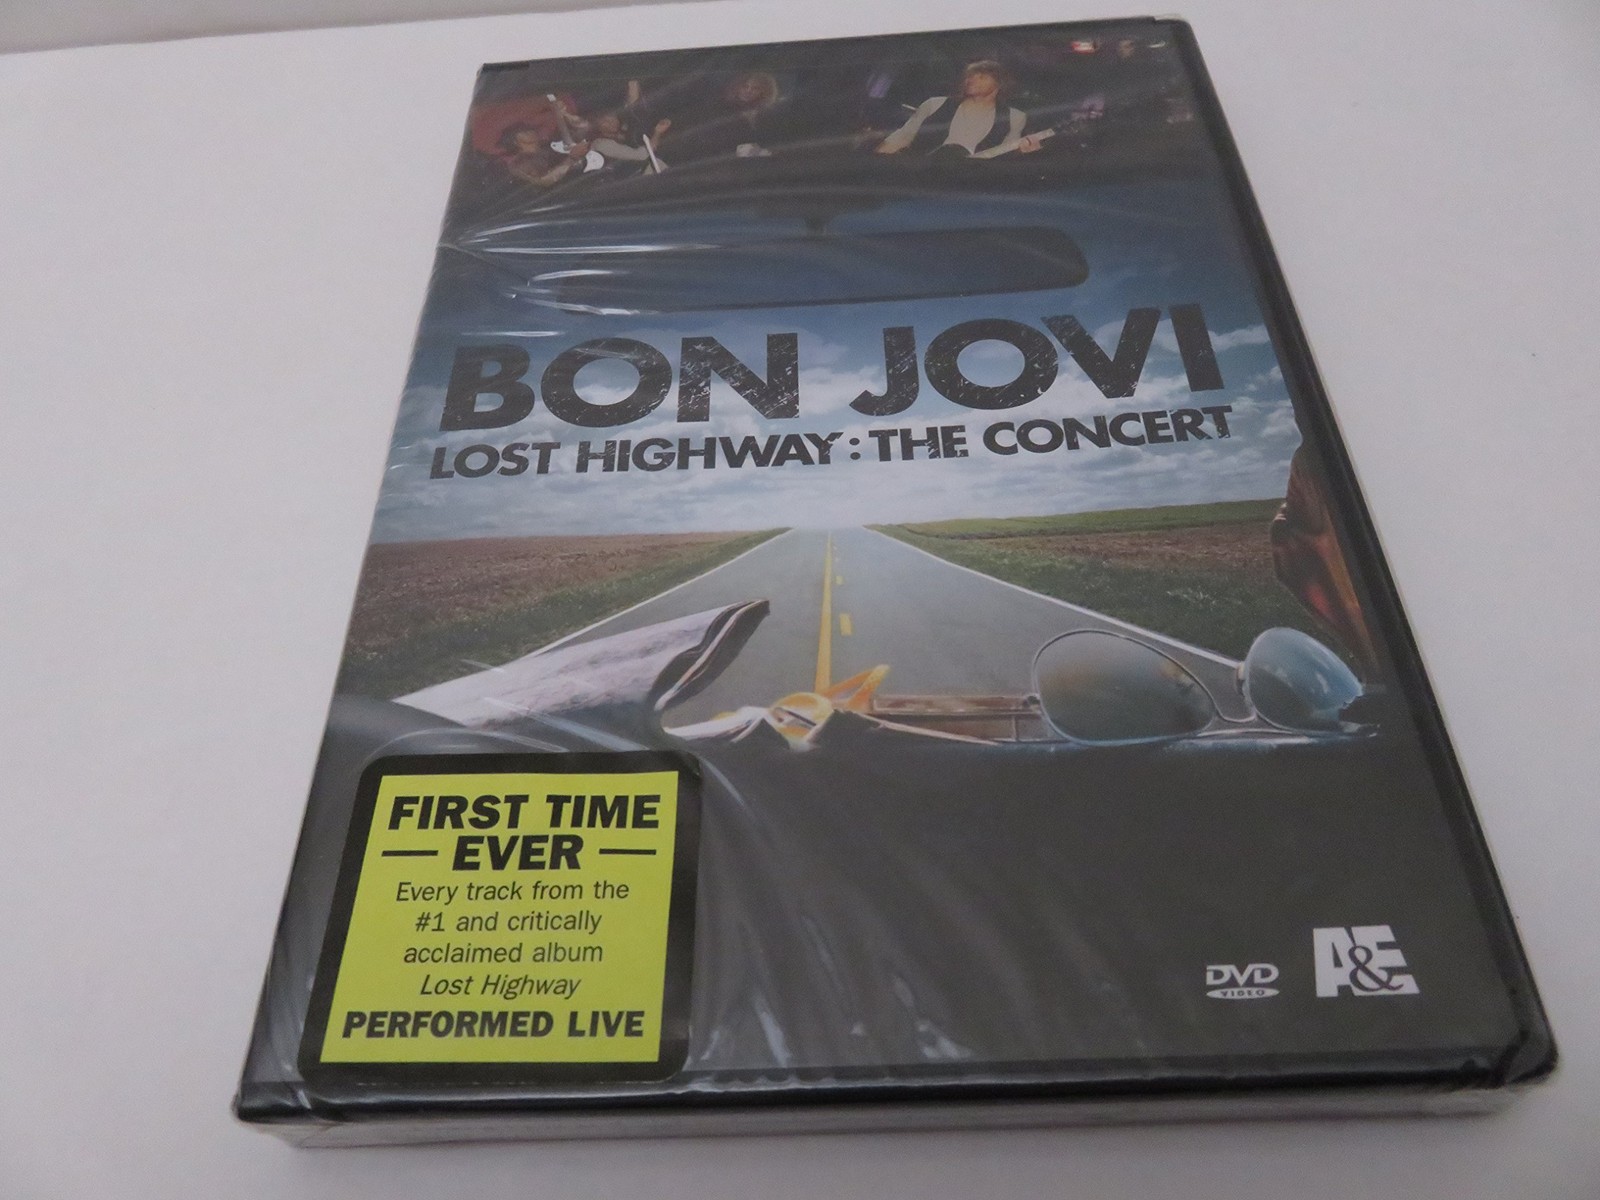 BON JOVI
LOST HIGHWAY: THE CONCERT
FIRST TIME
— EVER —
Every track from the
#1 and critically
acclaimed album
Lost Highway
PERFORMED LIVE
DVD
VIDEO
A&E